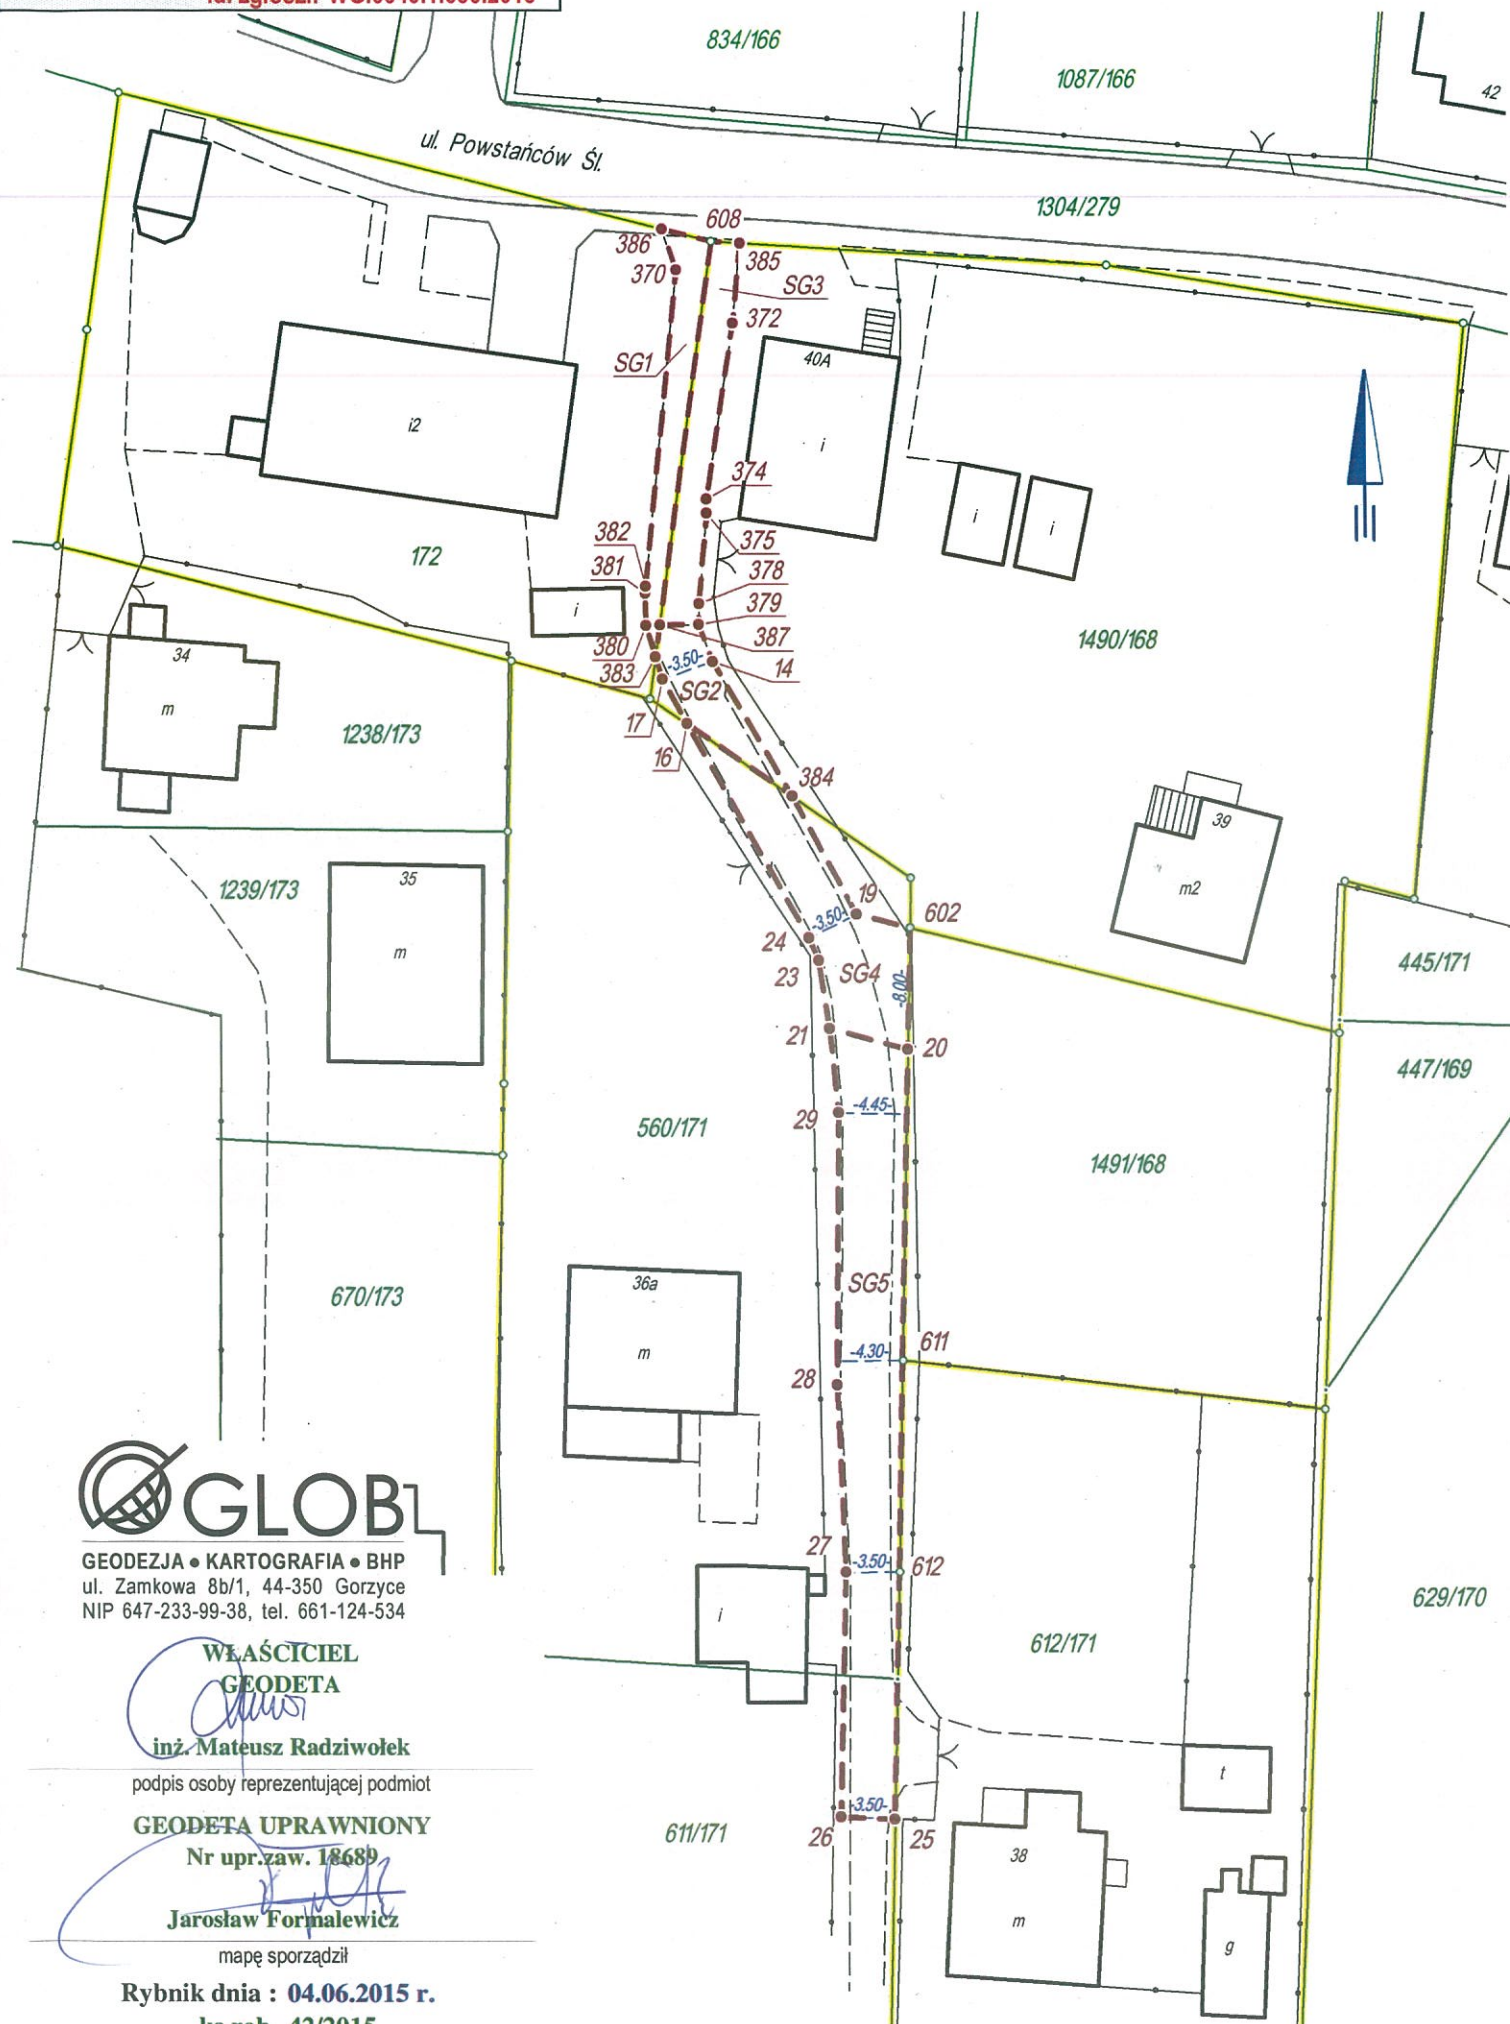 834/166
1087/166
42
ul. Powstańców Śl.
1304/279
608
386
385
370
SG3
372
SG1
40A
i2
i
374
382
375
i
i
381
378
172
i
379
380
387
1490/168
34
383
-3.50-
14
m
SG2
17
1238/173
16
384
39
35
1239/173
m2
19
602
-3.50-
24
m
445/171
23
SG4
-8.00-
21
20
447/169
29
-4.45-
560/171
1491/168
36a
SG5
670/173
611
m
-4.30-
28
GLOB
27
-3.50-
612
GEODEZJA • KARTOGRAFIA • BHP
ul. Zamkowa 8b/1, 44-350 Gorzyce
NIP 647-233-99-38, tel. 661-124-534
i
629/170
612/171
WŁAŚCICIEL
GEODETA
inż. Mateusz Radziwołek
podpis osoby reprezentującej podmiot
t
GEODETA UPRAWNIONY
-3.50-
26
25
611/171
Nr upr.zaw. 18689
38
Jarosław Formalewicz
m
g
mapę sporządził
Rybnik dnia : 04.06.2015 r.